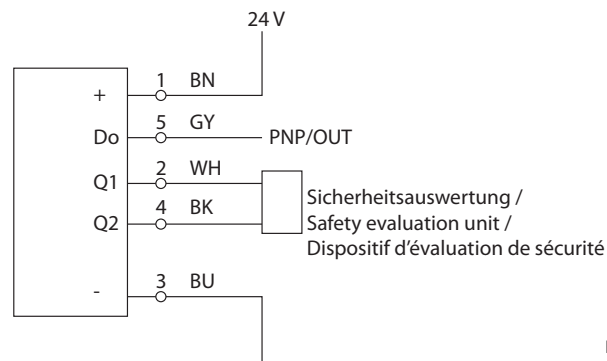 24 V
+ 1 BN
Do 5 GY PNP/OUT
Q1 2 WH
Q2 4 BK
Sicherheitsauswertung /
Safety evaluation unit /
Dispositif d’évaluation de sécurité
- 3 BU